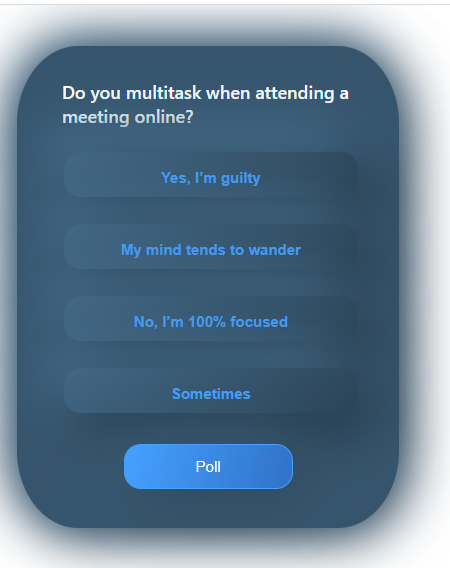 Do you multitask when attending a
meeting online?
Yes, I’m guilty
My mind tends to wander
No, I’m 100% focused
Sometimes
Poll